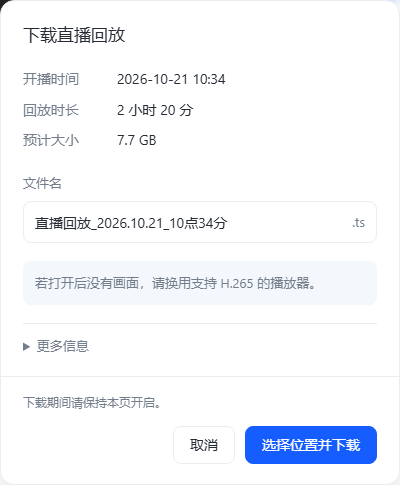 下载直播回放
开播时间 2026-10-21 10:34
回放时长 2 小时 20 分
预计大小 7.7 GB
文件名
直播回放_2026.10.21_10点34分 .ts
若打开后没有画面，请换用支持 H.265 的播放器。
▶ 更多信息
下载期间请保持本页开启。
取消 选择位置并下载